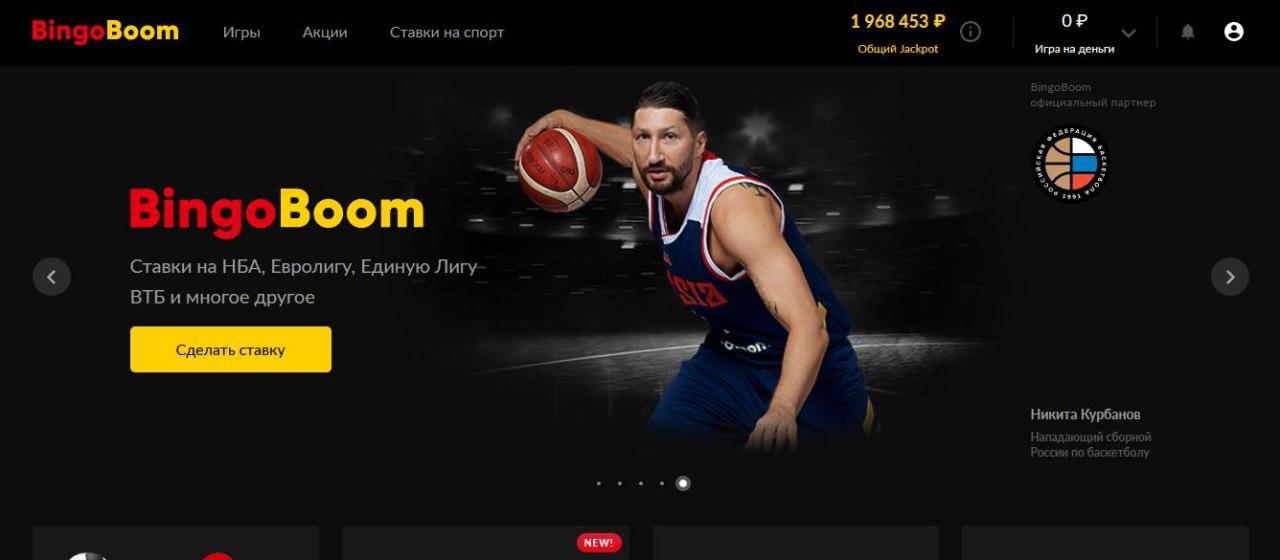 BingoBoom
Игры
Акции
Ставки на спорт
1 968 453 ₽
Общий Jackpot
0 ₽
Игра на деньги
BingoBoom
официальный партнер
РОССИЙСКАЯ ФЕДЕРАЦИЯ БАСКЕТБОЛА 1991
BingoBoom
Ставки на НБА, Евролигу, Единую Лигу
ВТБ и многое другое
Сделать ставку
Никита Курбанов
Нападающий сборной
России по баскетболу
NEW!